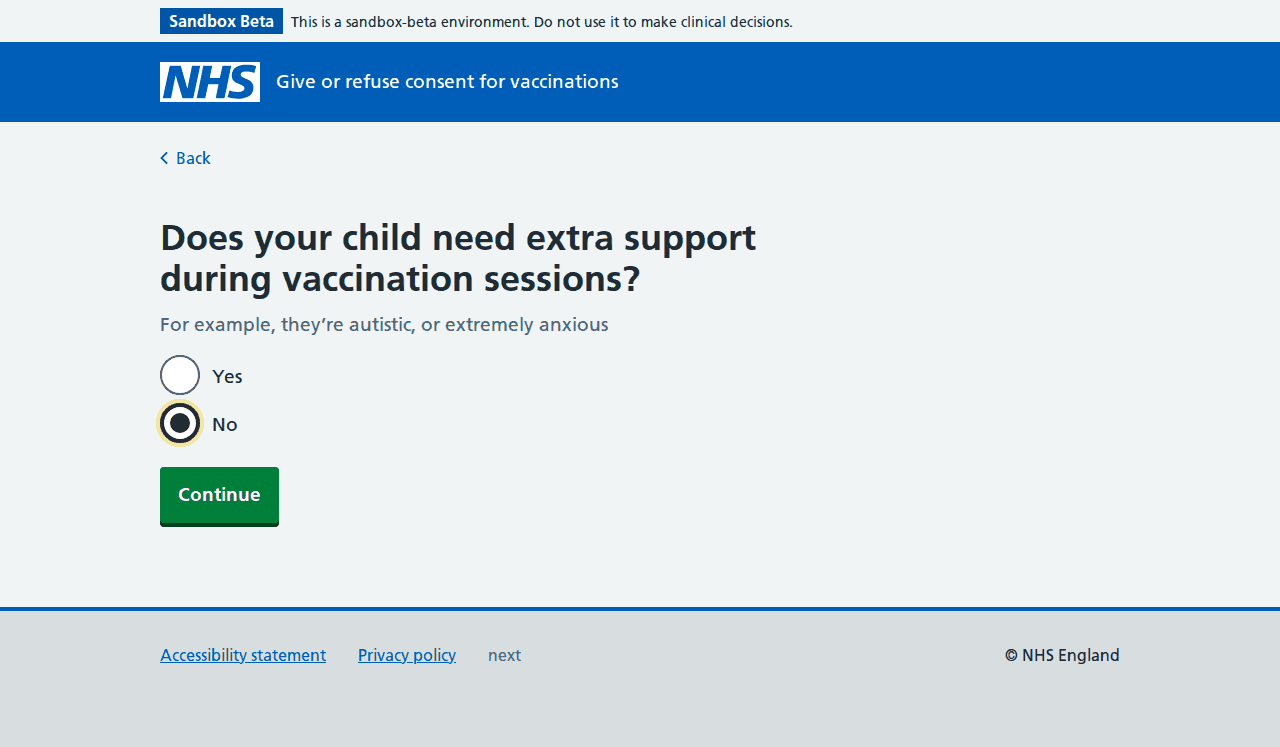 Sandbox Beta This is a sandbox-beta environment. Do not use it to make clinical decisions.
NHS Give or refuse consent for vaccinations
Back
Does your child need extra support
during vaccination sessions?
For example, they’re autistic, or extremely anxious
Yes
No
Continue
Accessibility statement Privacy policy next © NHS England